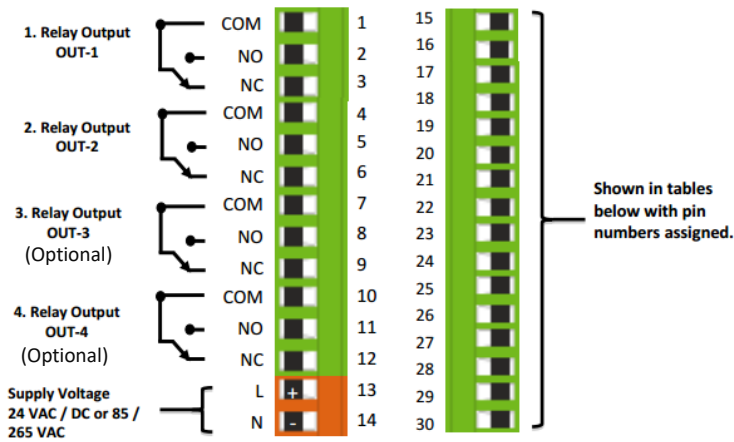 1. Relay Output
OUT-1
COM 1
NO 2
NC 3
2. Relay Output
OUT-2
COM 4
NO 5
NC 6
3. Relay Output
OUT-3
(Optional)
COM 7
NO 8
NC 9
4. Relay Output
OUT-4
(Optional)
COM 10
NO 11
NC 12
Supply Voltage
24 VAC / DC or 85 /
265 VAC
L + 13
N - 14
15
16
17
18
19
20
21
22
23
24
25
26
27
28
29
30
Shown in tables
below with pin
numbers assigned.